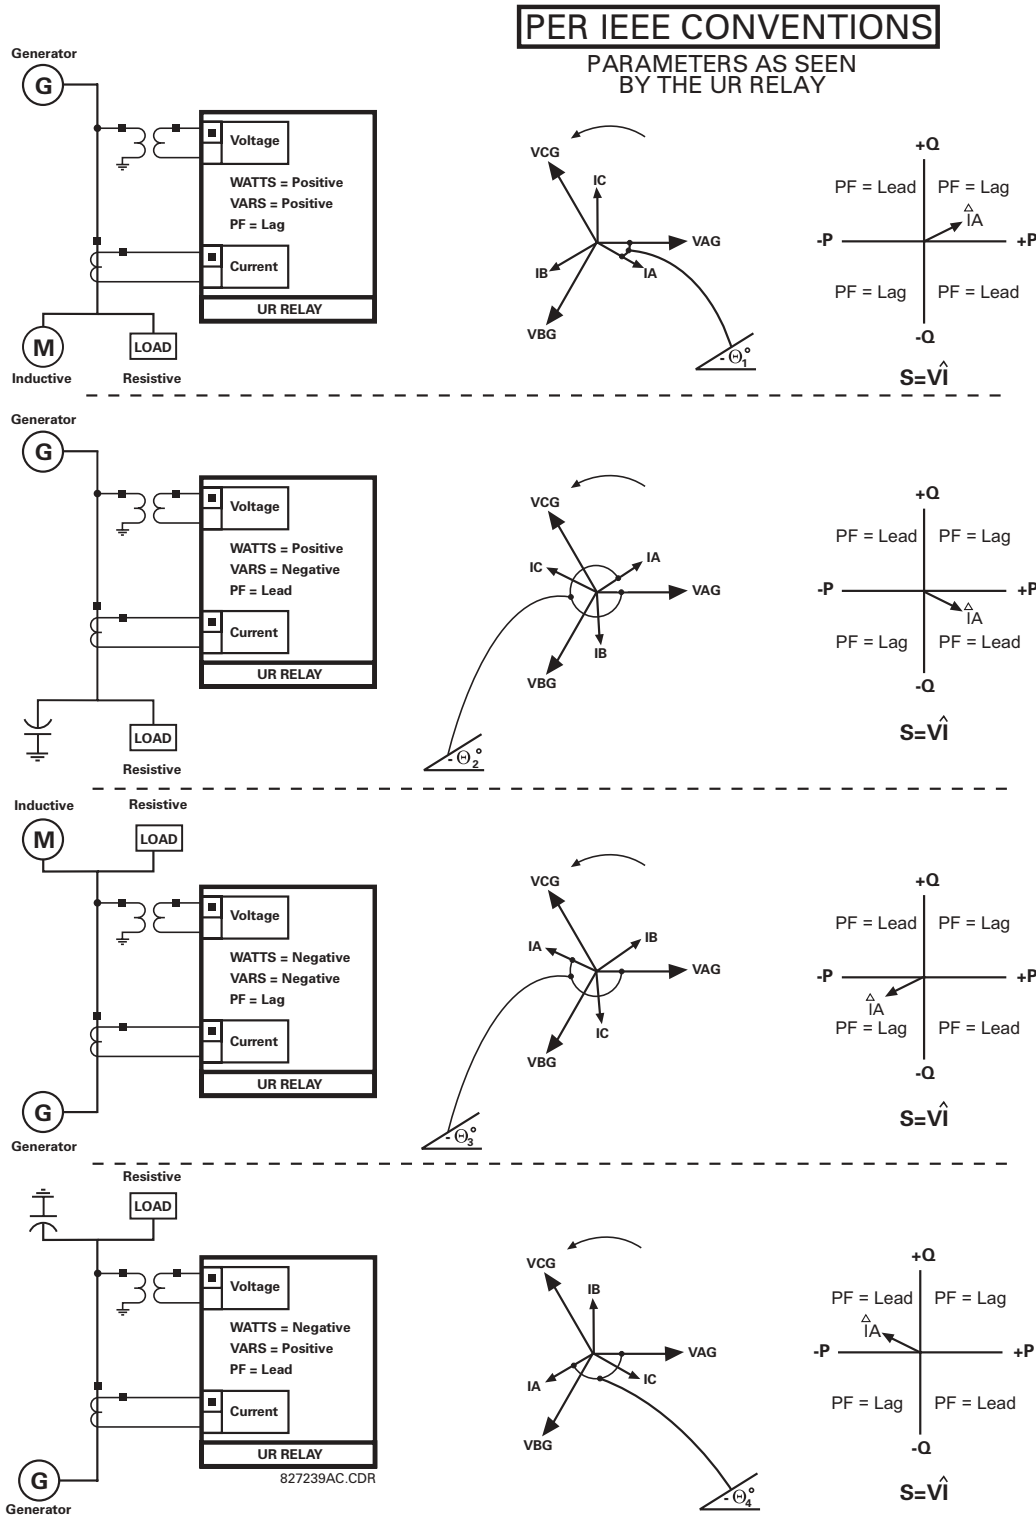 PER IEEE CONVENTIONS
PARAMETERS AS SEEN
BY THE UR RELAY
Generator
G
Voltage
WATTS = Positive
VARS = Positive
PF = Lag
Current
UR RELAY
M
LOAD
Inductive
Resistive
VCG
IC
VAG
IB
IA
VBG
- Θ1°
+Q
PF = Lead
PF = Lag
IA
-P
+P
PF = Lag
PF = Lead
-Q
S=VÎ
Generator
G
Voltage
WATTS = Positive
VARS = Negative
PF = Lead
Current
UR RELAY
LOAD
Resistive
VCG
IA
IC
VAG
IB
VBG
- Θ2°
+Q
PF = Lead
PF = Lag
-P
+P
IA
PF = Lag
PF = Lead
-Q
S=VÎ
Inductive
Resistive
M
LOAD
Voltage
WATTS = Negative
VARS = Negative
PF = Lag
Current
UR RELAY
G
Generator
VCG
IB
IA
VAG
IC
VBG
- Θ3°
+Q
PF = Lead
PF = Lag
-P
+P
IA
PF = Lag
PF = Lead
-Q
S=VÎ
Resistive
LOAD
Voltage
WATTS = Negative
VARS = Positive
PF = Lead
Current
UR RELAY
827239AC.CDR
G
Generator
VCG
IB
VAG
IA
IC
VBG
- Θ4°
+Q
PF = Lead
PF = Lag
IA
-P
+P
PF = Lag
PF = Lead
-Q
S=VÎ